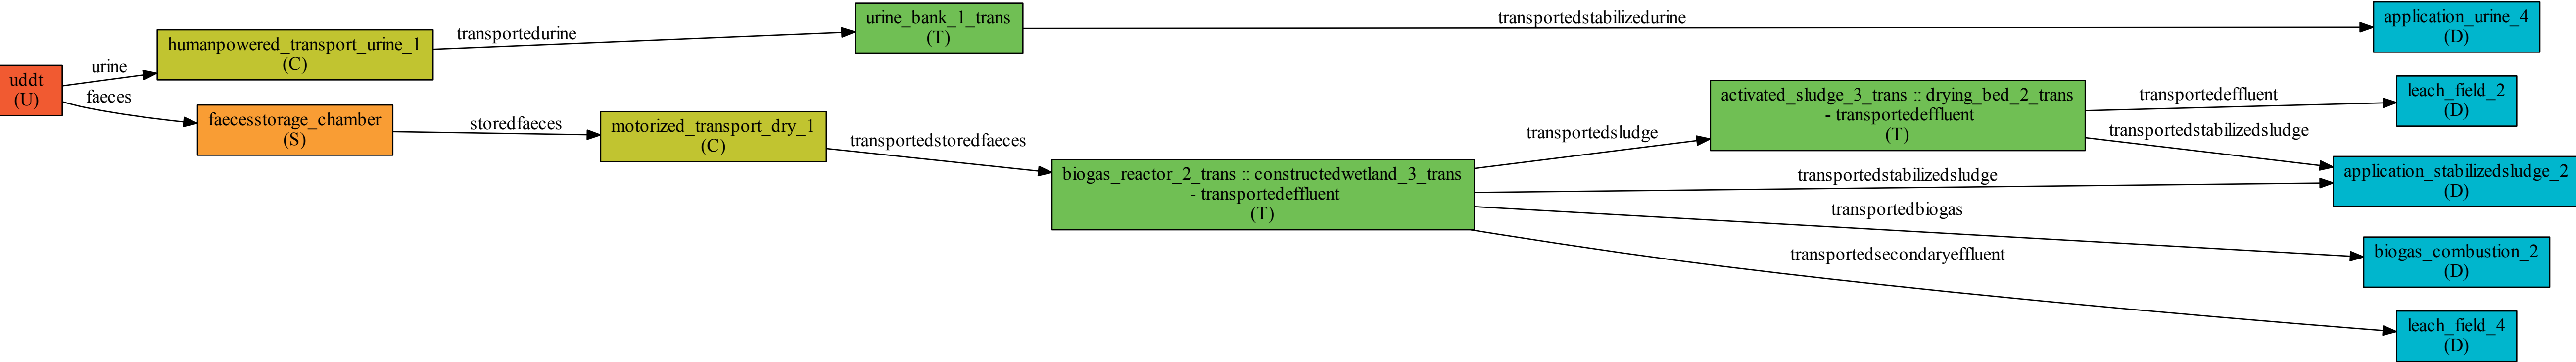 uddt
(U)
urine
faeces
humanpowered_transport_urine_1
(C)
faecesstorage_chamber
(S)
transportedurine
storedfaeces
motorized_transport_dry_1
(C)
urine_bank_1_trans
(T)
transportedstoredfaeces
biogas_reactor_2_trans :: constructedwetland_3_trans
- transportedeffluent
(T)
transportedstabilizedurine
transportedsludge
activated_sludge_3_trans :: drying_bed_2_trans
- transportedeffluent
(T)
transportedstabilizedsludge
transportedbiogas
transportedsecondaryeffluent
transportedeffluent
transportedstabilizedsludge
application_urine_4
(D)
leach_field_2
(D)
application_stabilizedsludge_2
(D)
biogas_combustion_2
(D)
leach_field_4
(D)